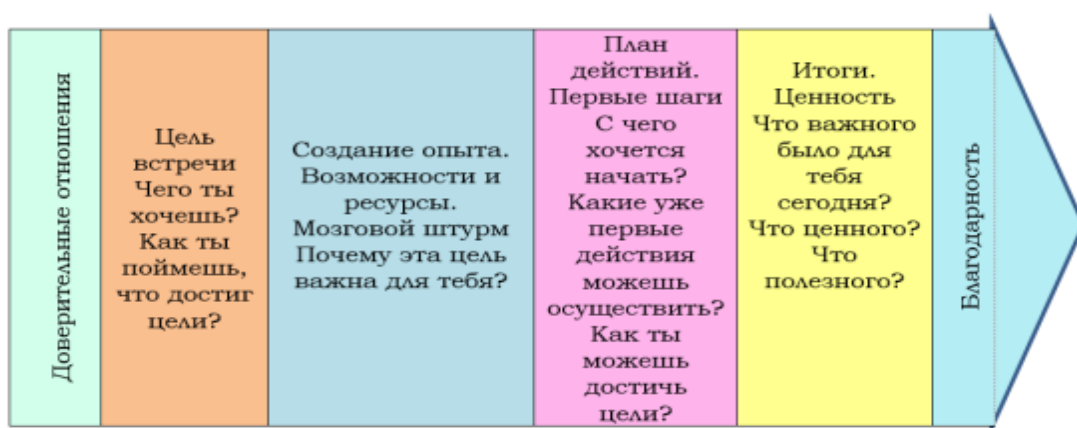 Доверительные отношения
Цель
встречи
Чего ты
хочешь?
Как ты
поймешь,
что достиг
цели?
Создание опыта.
Возможности и
ресурсы.
Мозговой штурм
Почему эта цель
важна для тебя?
План
действий.
Первые шаги
С чего
хочется
начать?
Какие уже
первые
действия
можешь
осуществить?
Как ты
можешь
достичь
цели?
Итоги.
Ценность
Что важного
было для
тебя
сегодня?
Что ценного?
Что
полезного?
Благодарность